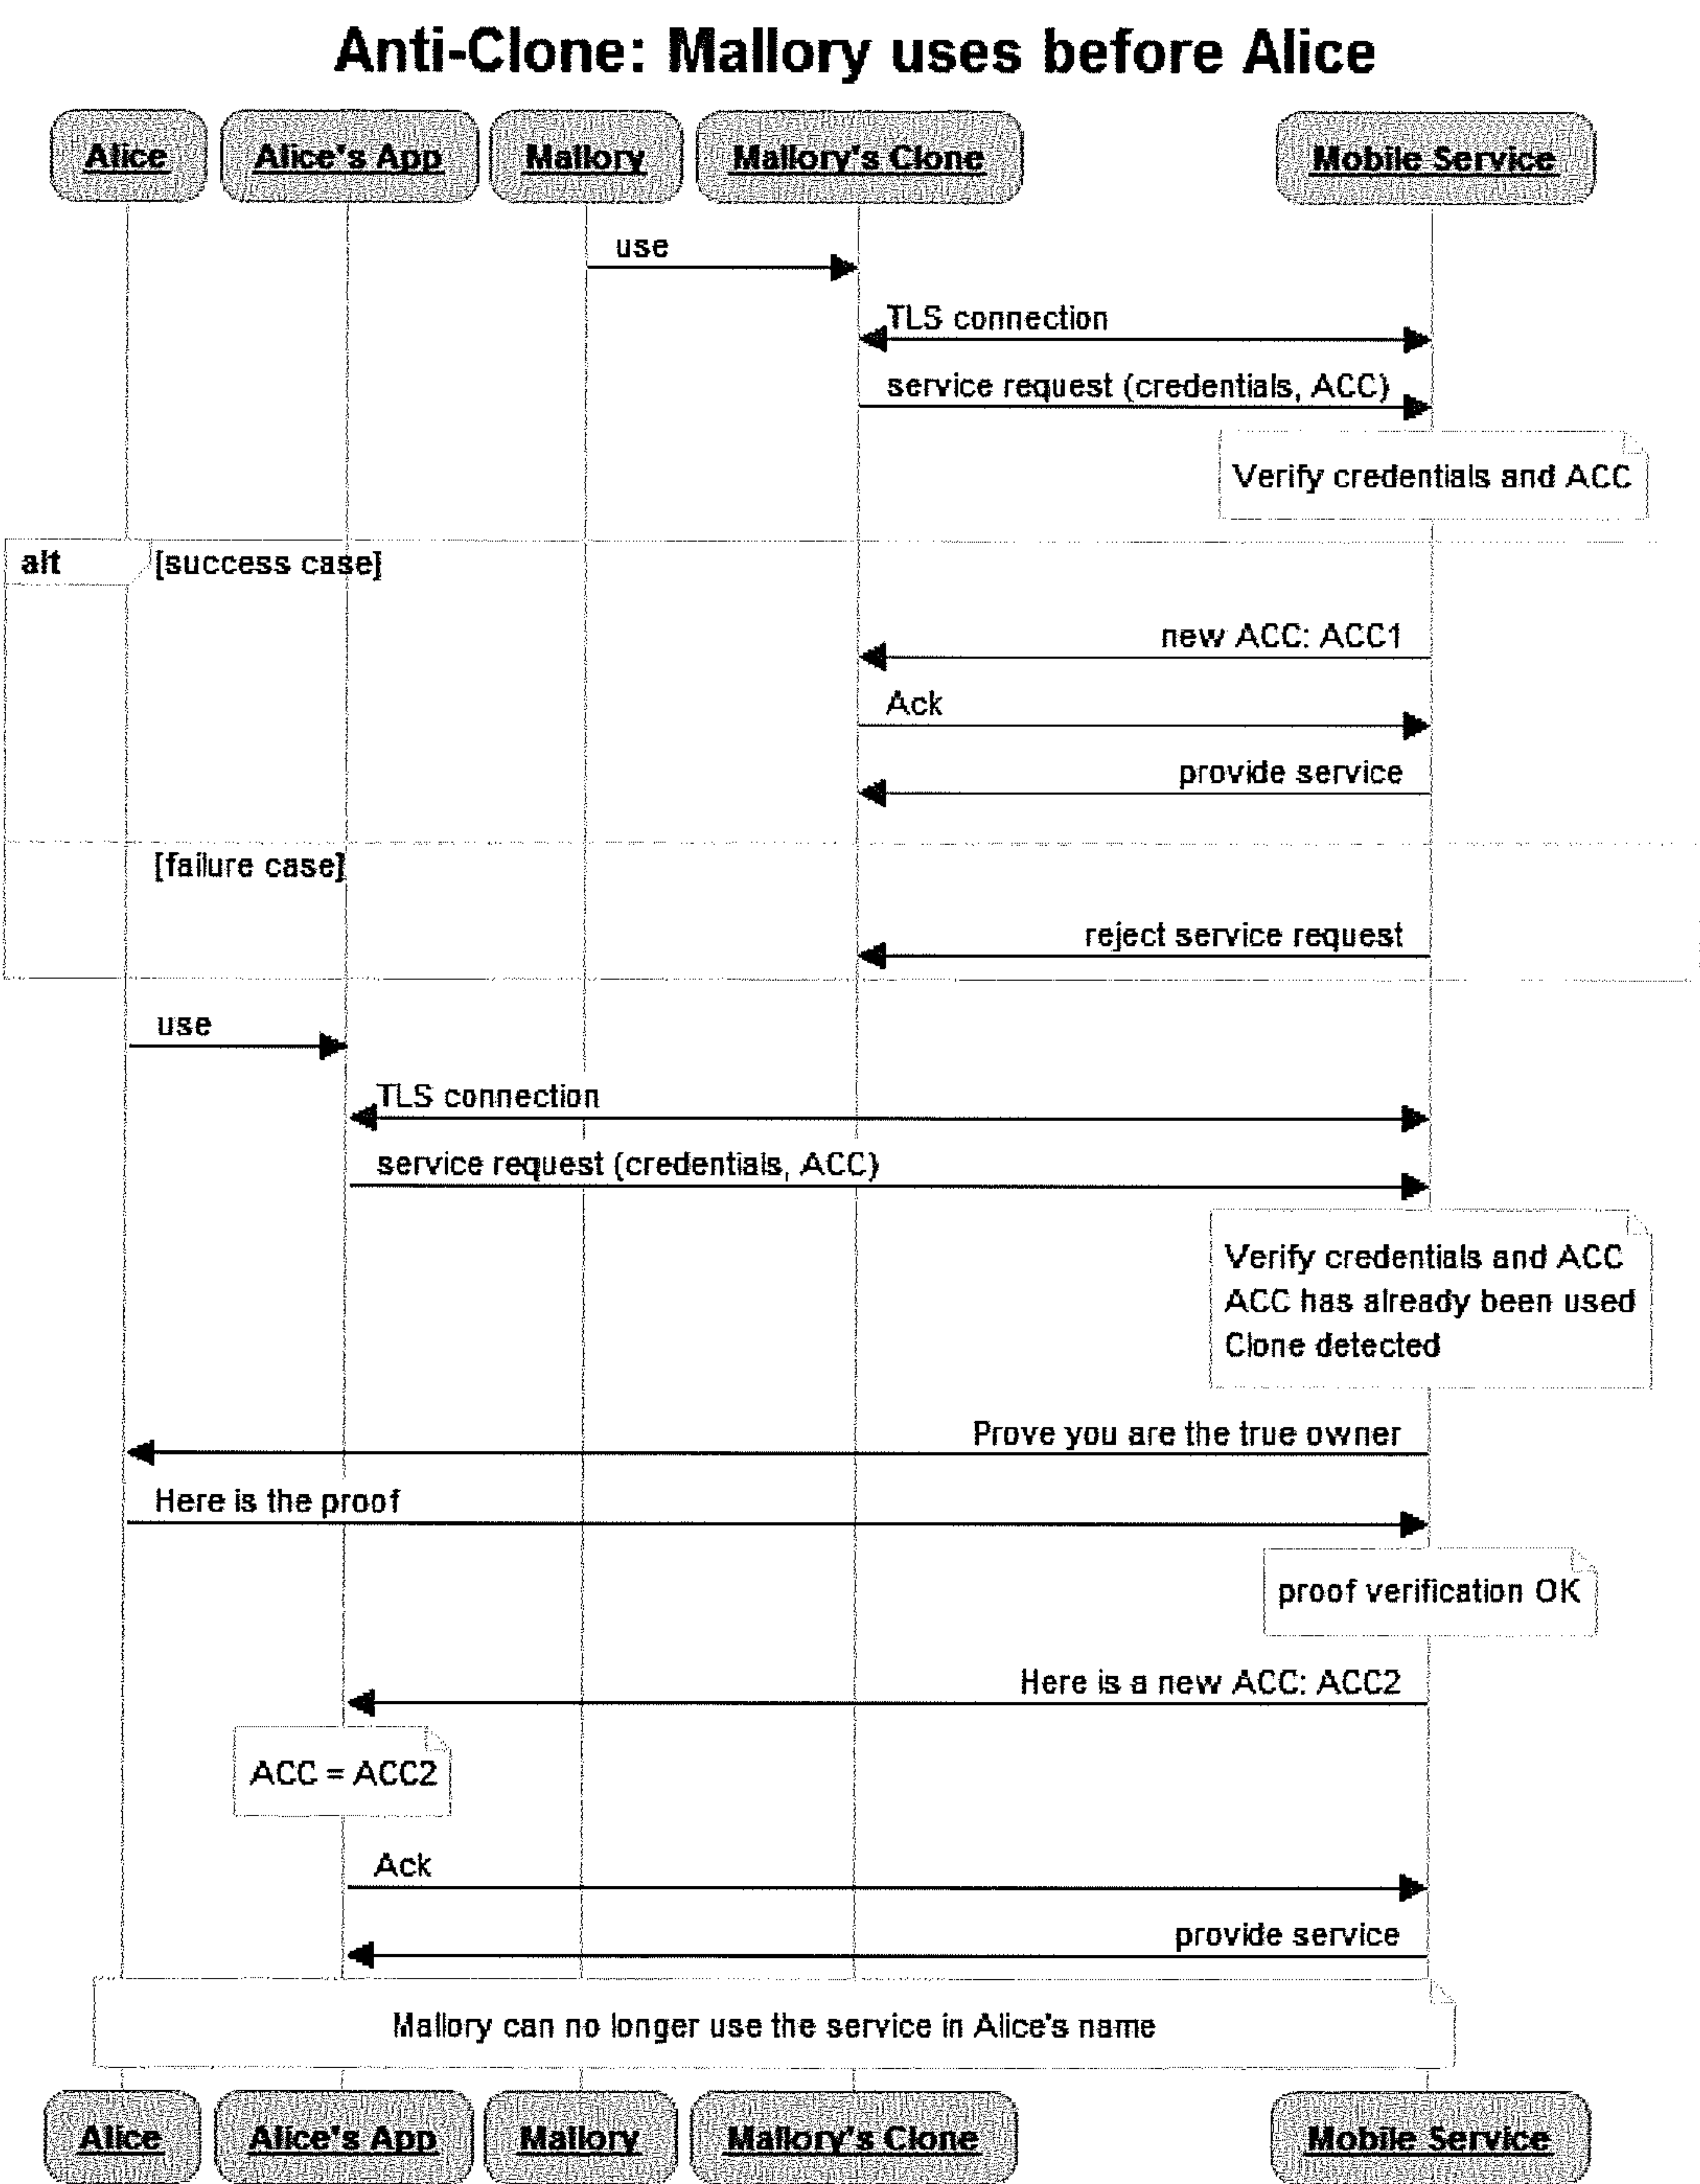 Anti-Clone: Mallory uses before Alice
Alice
Alice's App
Mallory
Mallory's Clone
Mobile Service
use
TLS connection
service request (credentials, ACC)
Verify credentials and ACC
alt
[success case]
new ACC: ACC1
Ack
provide service
[failure case]
reject service request
use
TLS connection
service request (credentials, ACC)
Verify credentials and ACC
ACC has already been used
Clone detected
Prove you are the true owner
Here is the proof
proof verification OK
Here is a new ACC: ACC2
ACC = ACC2
Ack
provide service
Mallory can no longer use the service in Alice's name
Alice
Alice's App
Mallory
Mallory's Clone
Mobile Service